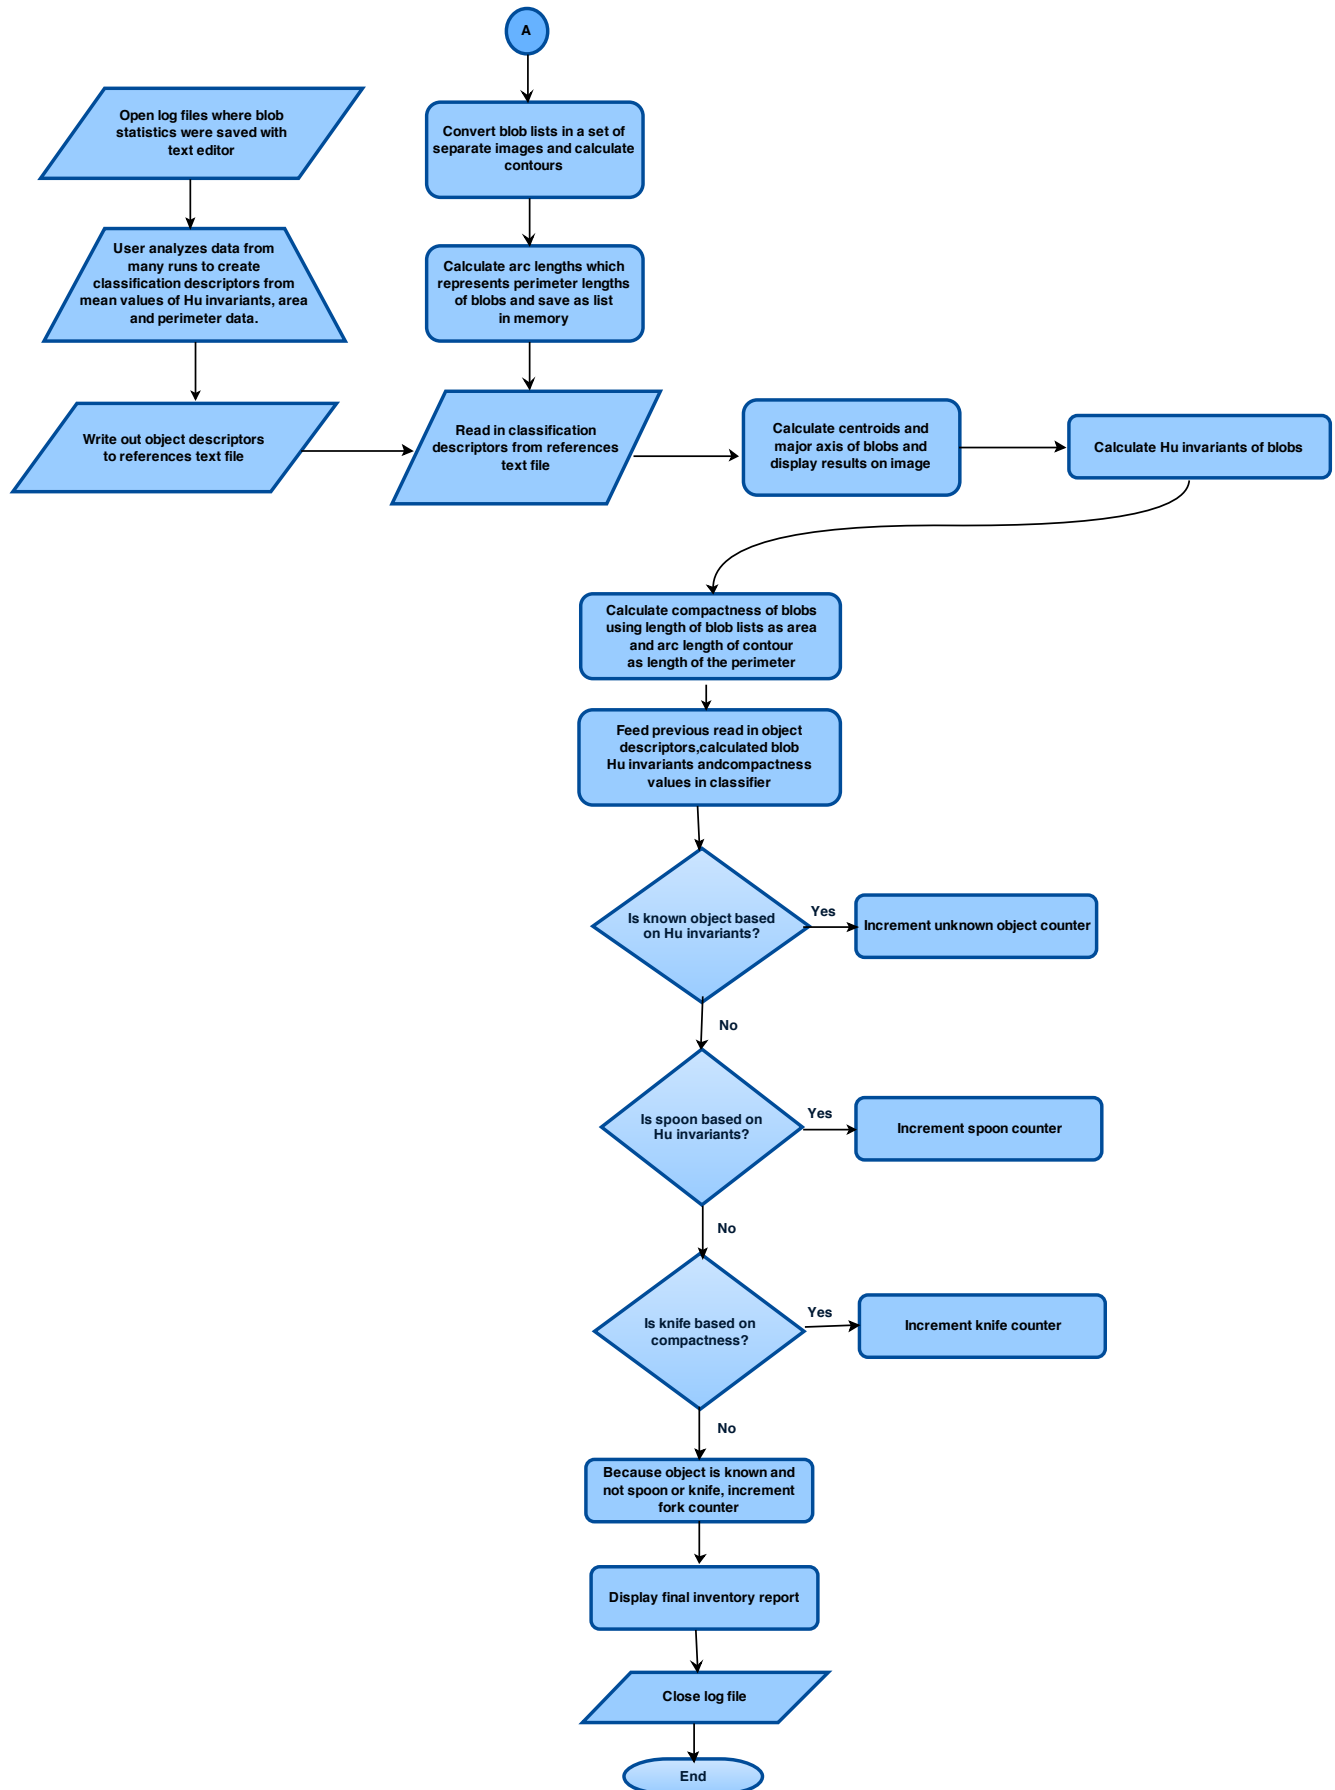 A
Open log files where blob
statistics were saved with
text editor
Convert blob lists in a set of
separate images and calculate
contours
User analyzes data from
many runs to create
classification descriptors from
mean values of Hu invariants, area
and perimeter data.
Calculate arc lengths which
represents perimeter lengths
of blobs and save as list
in memory
Write out object descriptors
to references text file
Read in classification
descriptors from references
text file
Calculate centroids and
major axis of blobs and
display results on image
Calculate Hu invariants of blobs
Calculate compactness of blobs
using length of blob lists as area
and arc length of contour
as length of the perimeter
Feed previous read in object
descriptors,calculated blob
Hu invariants andcompactness
values in classifier
Is known object based
on Hu invariants?
Yes
Increment unknown object counter
No
Is spoon based on
Hu invariants?
Yes
Increment spoon counter
No
Is knife based on
compactness?
Yes
Increment knife counter
No
Because object is known and
not spoon or knife, increment
fork counter
Display final inventory report
Close log file
End